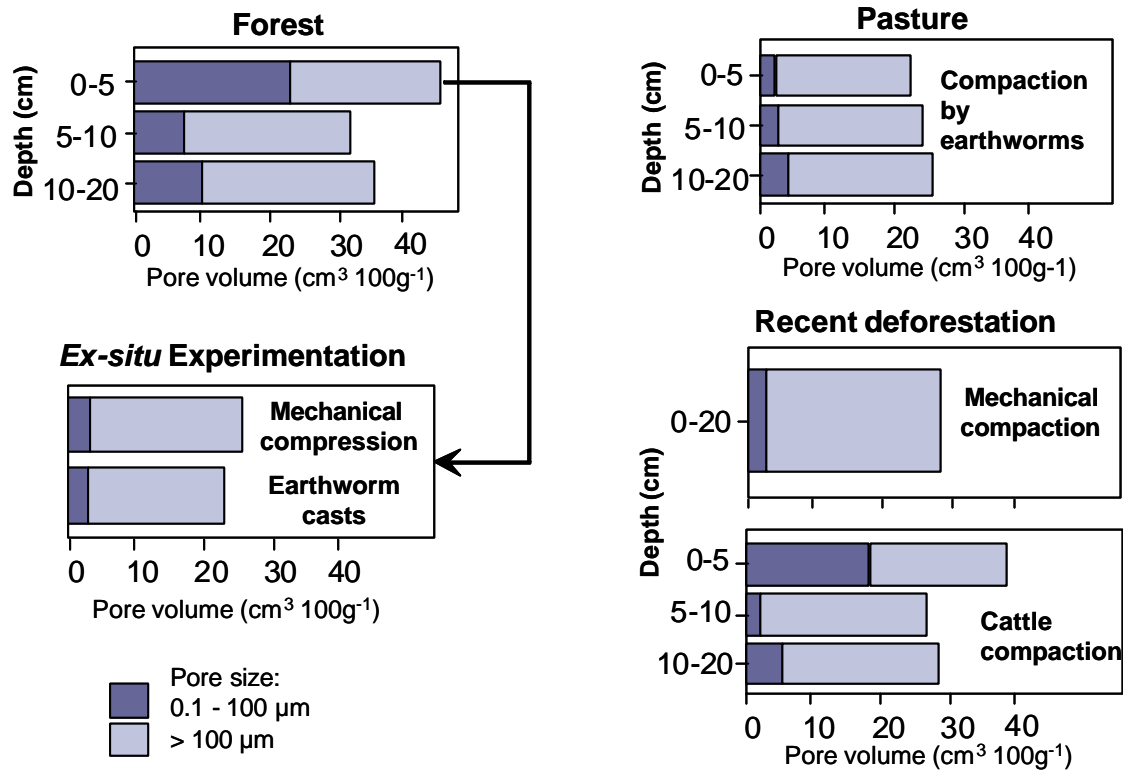 Forest
Depth (cm)
0-5
5-10
10-20
0 10 20 30 40
Pore volume (cm³ 100g⁻¹)
Pasture
Depth (cm)
0-5
5-10
10-20
Compaction
by
earthworms
0 10 20 30 40
Pore volume (cm³ 100g-1)
Ex-situ Experimentation
Mechanical
compression
Earthworm
casts
0 10 20 30 40
Pore volume (cm³ 100g⁻¹)
Recent deforestation
Depth (cm)
0-20
Mechanical
compaction
0-5
5-10
10-20
Cattle
compaction
0 10 20 30 40
Pore volume (cm³ 100g⁻¹)
Pore size:
0.1 - 100 µm
> 100 µm